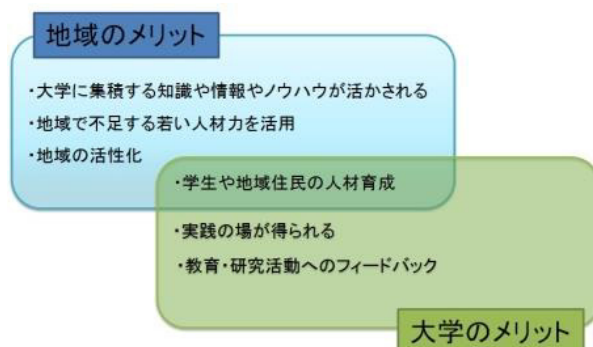 地域のメリット
・大学に集積する知識や情報やノウハウが活かされる
・地域で不足する若い人材力を活用
・地域の活性化
・学生や地域住民の人材育成
・実践の場が得られる
・教育・研究活動へのフィードバック
大学のメリット